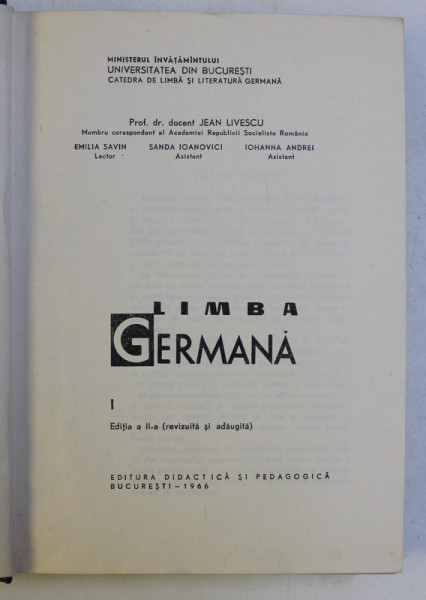 MINISTERUL ÎNVĂȚĂMÎNTULUI
UNIVERSITATEA DIN BUCUREȘTI
CATEDRA DE LIMBĂ ȘI LITERATURĂ GERMANĂ
Prof. dr. docent JEAN LIVESCU
Membru corespondent al Academiei Republicii Socialiste România
EMILIA SAVIN SANDA IOANOVICI IOHANNA ANDREI
Lector Asistent Asistent
LIMBA
GERMANĂ
I
Ediția a II-a (revizuită și adăugită)
EDITURA DIDACTICĂ ȘI PEDAGOGICĂ
BUCUREȘTI – 1966